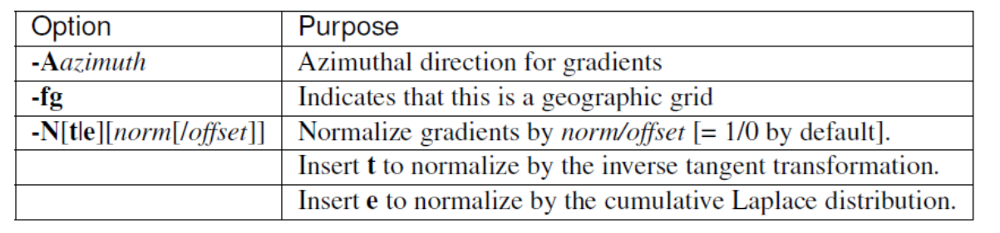 Option Purpose
-Aazimuth Azimuthal direction for gradients
-fg Indicates that this is a geographic grid
-N[t|e][norm[/offset]] Normalize gradients by norm/offset [= 1/0 by default].
Insert t to normalize by the inverse tangent transformation.
Insert e to normalize by the cumulative Laplace distribution.